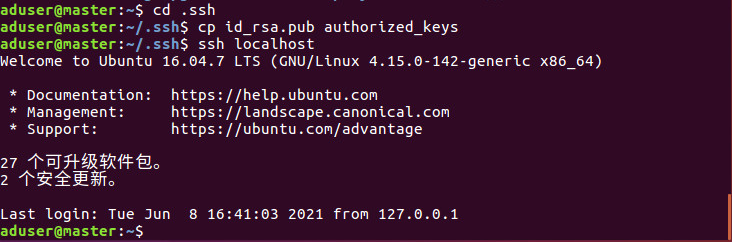 aduser@master:~$ cd .ssh
aduser@master:~/.ssh$ cp id_rsa.pub authorized_keys
aduser@master:~/.ssh$ ssh localhost
Welcome to Ubuntu 16.04.7 LTS (GNU/Linux 4.15.0-142-generic x86_64)
* Documentation:  https://help.ubuntu.com
* Management:     https://landscape.canonical.com
* Support:        https://ubuntu.com/advantage
27 个可升级软件包。
2 个安全更新。
Last login: Tue Jun  8 16:41:03 2021 from 127.0.0.1
aduser@master:~$